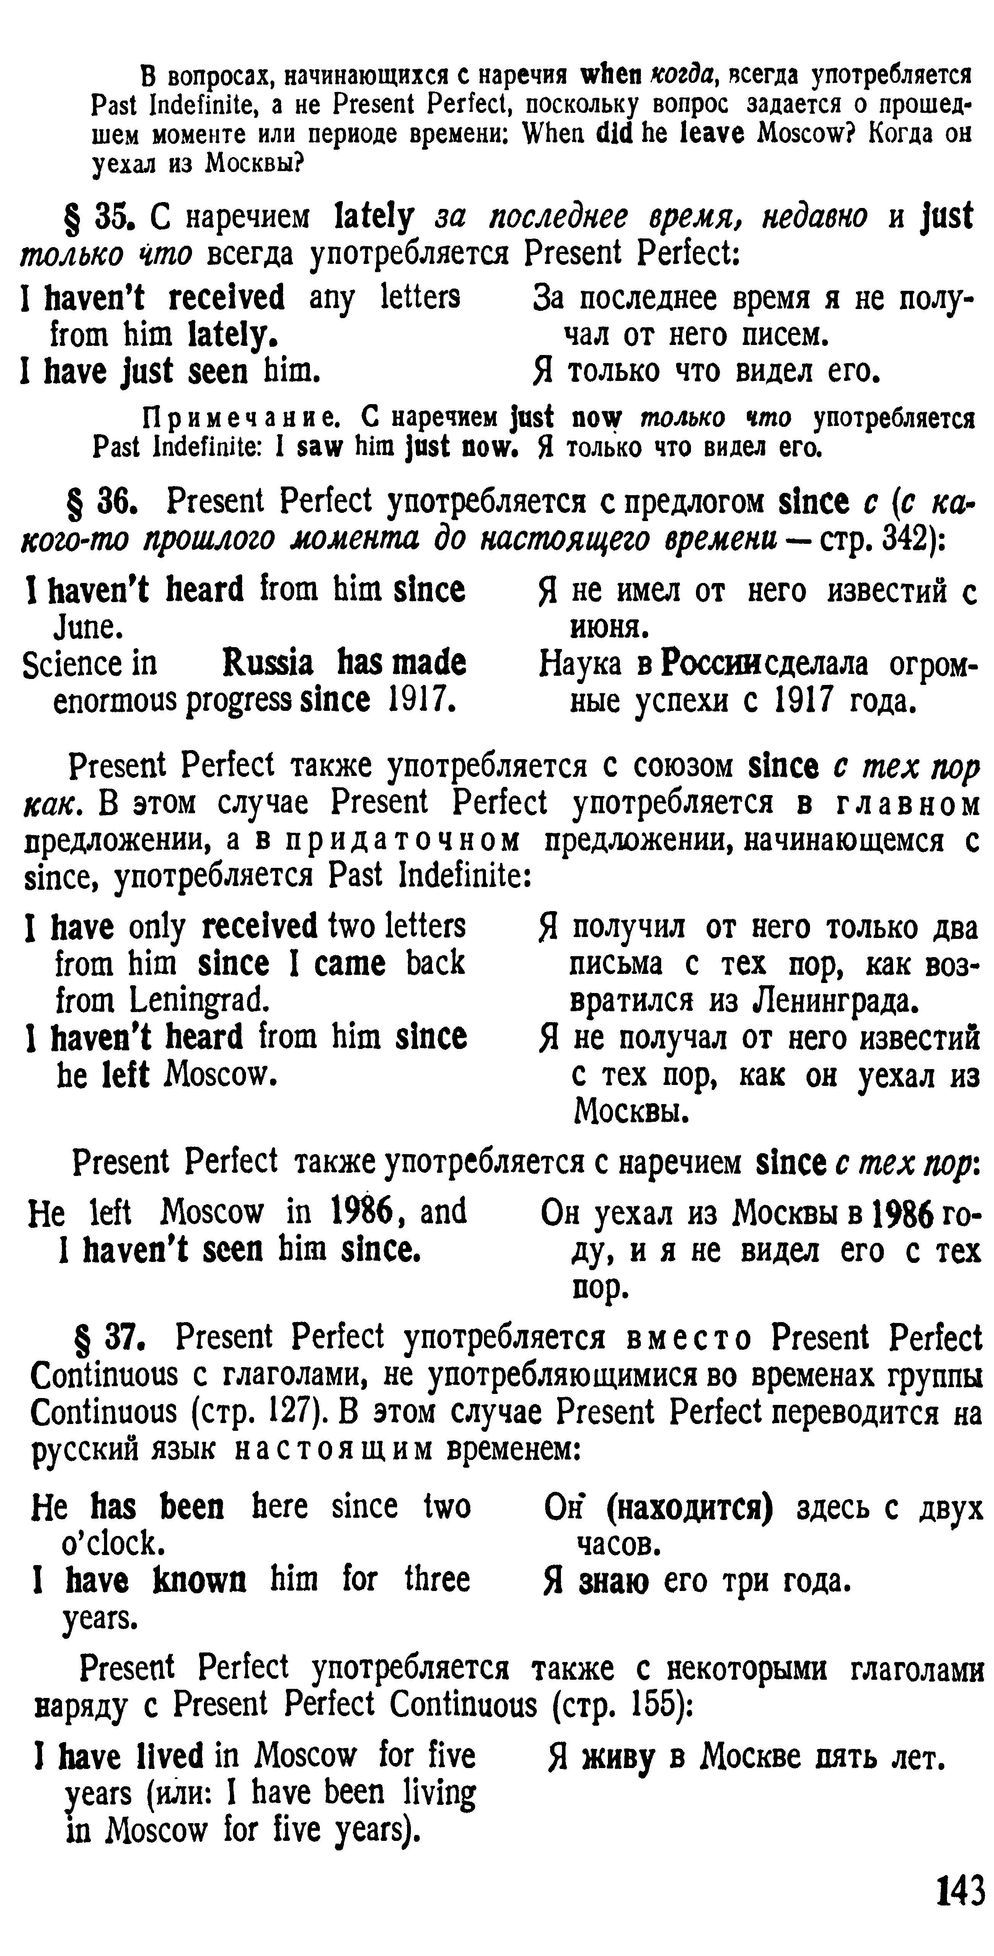 В вопросах, начинающихся с наречия when когда, всегда употребляется
Past Indefinite, а не Present Perfect, поскольку вопрос задается о прошед-
шем моменте или периоде времени: When did he leave Moscow? Когда он
уехал из Москвы?
§ 35. С наречием lately за последнее время, недавно и just
только что всегда употребляется Present Perfect:
I haven't received any letters
from him lately.
За последнее время я не полу-
чал от него писем.
I have just seen him.
Я только что видел его.
Примечание. С наречием just now только что употребляется
Past Indefinite: I saw him just now. Я только что видел его.
§ 36. Present Perfect употребляется с предлогом since с (с ка-
кого-то прошлого момента до настоящего времени — стр. 342):
I haven't heard from him since
June.
Я не имел от него известий с
июня.
Science in Russia has made
enormous progress since 1917.
Наука в России сделала огром-
ные успехи с 1917 года.
Present Perfect также употребляется с союзом since с тех пор
как. В этом случае Present Perfect употребляется в главном
предложении, а в придаточном предложении, начинающемся с
since, употребляется Past Indefinite:
I have only received two letters
from him since I came back
from Leningrad.
Я получил от него только два
письма с тех пор, как воз-
вратился из Ленинграда.
I haven't heard from him since
he left Moscow.
Я не получал от него известий
с тех пор, как он уехал из
Москвы.
Present Perfect также употребляется с наречием since с тех пор:
He left Moscow in 1986, and
I haven't seen him since.
Он уехал из Москвы в 1986 го-
ду, и я не видел его с тех
пор.
§ 37. Present Perfect употребляется вместо Present Perfect
Continuous с глаголами, не употребляющимися во временах группы
Continuous (стр. 127). В этом случае Present Perfect переводится на
русский язык настоящим временем:
He has been here since two
o'clock.
Он (находится) здесь с двух
часов.
I have known him for three
years.
Я знаю его три года.
Present Perfect употребляется также с некоторыми глаголами
наряду с Present Perfect Continuous (стр. 155):
I have lived in Moscow for five
years (или: I have been living
in Moscow for five years).
Я живу в Москве пять лет.
143